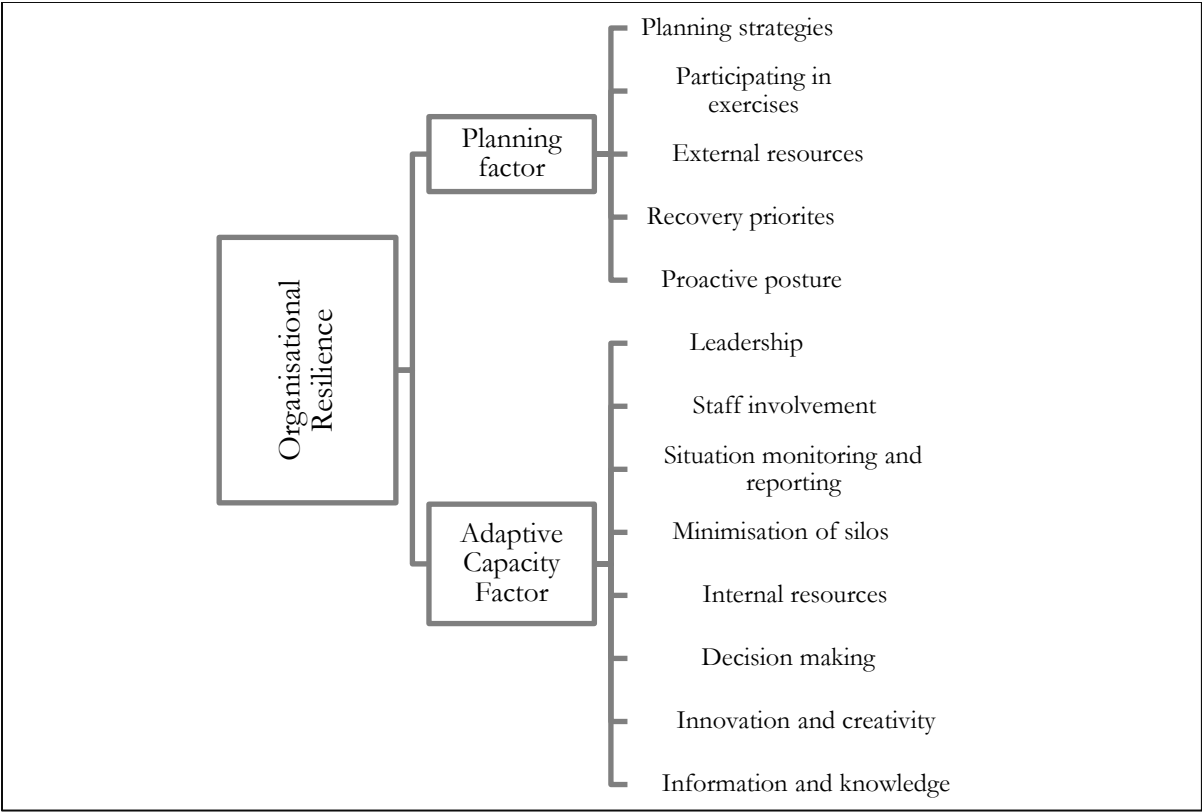 Organisational
Resilience
Planning
factor
Planning strategies
Participating in
exercises
External resources
Recovery priorites
Proactive posture
Adaptive
Capacity
Factor
Leadership
Staff involvement
Situation monitoring and
reporting
Minimisation of silos
Internal resources
Decision making
Innovation and creativity
Information and knowledge